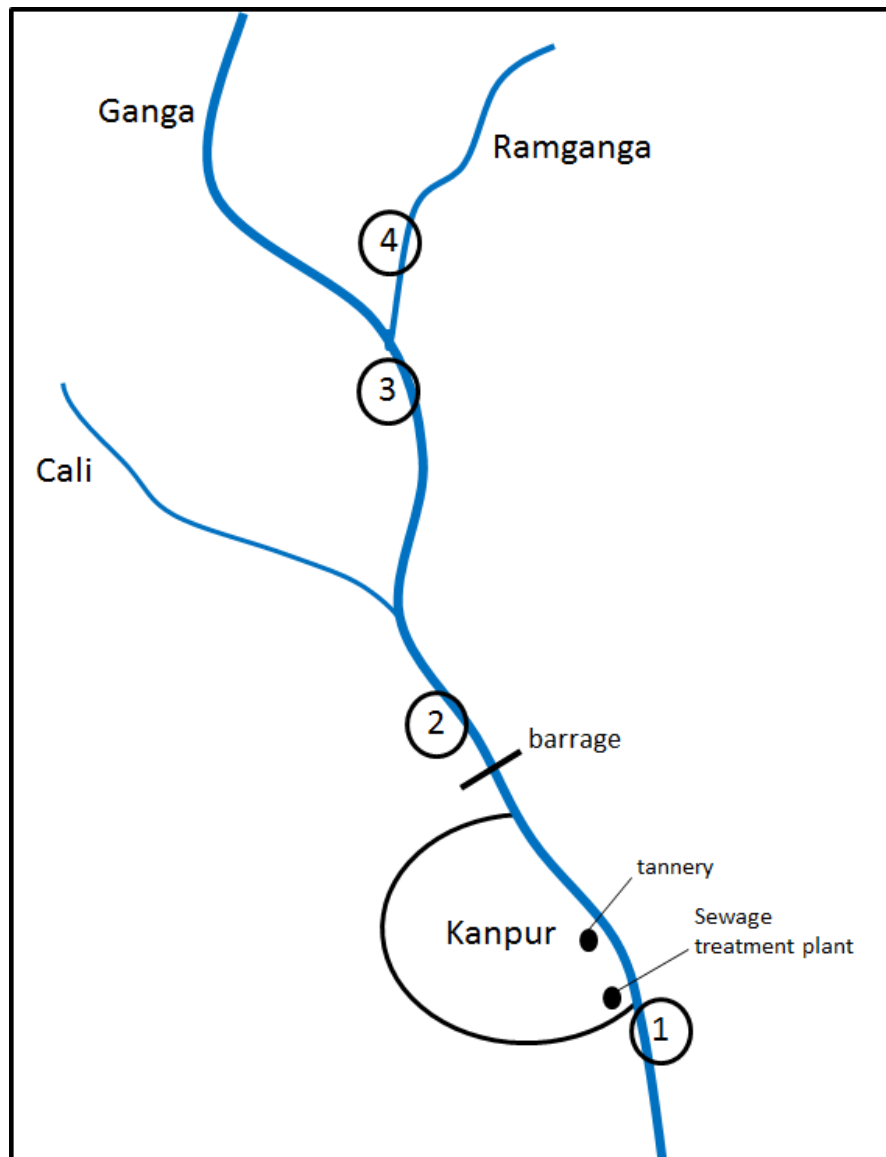 Ganga
Ramganga
4
3
Cali
2
barrage
tannery
Sewage
treatment plant
Kanpur
1